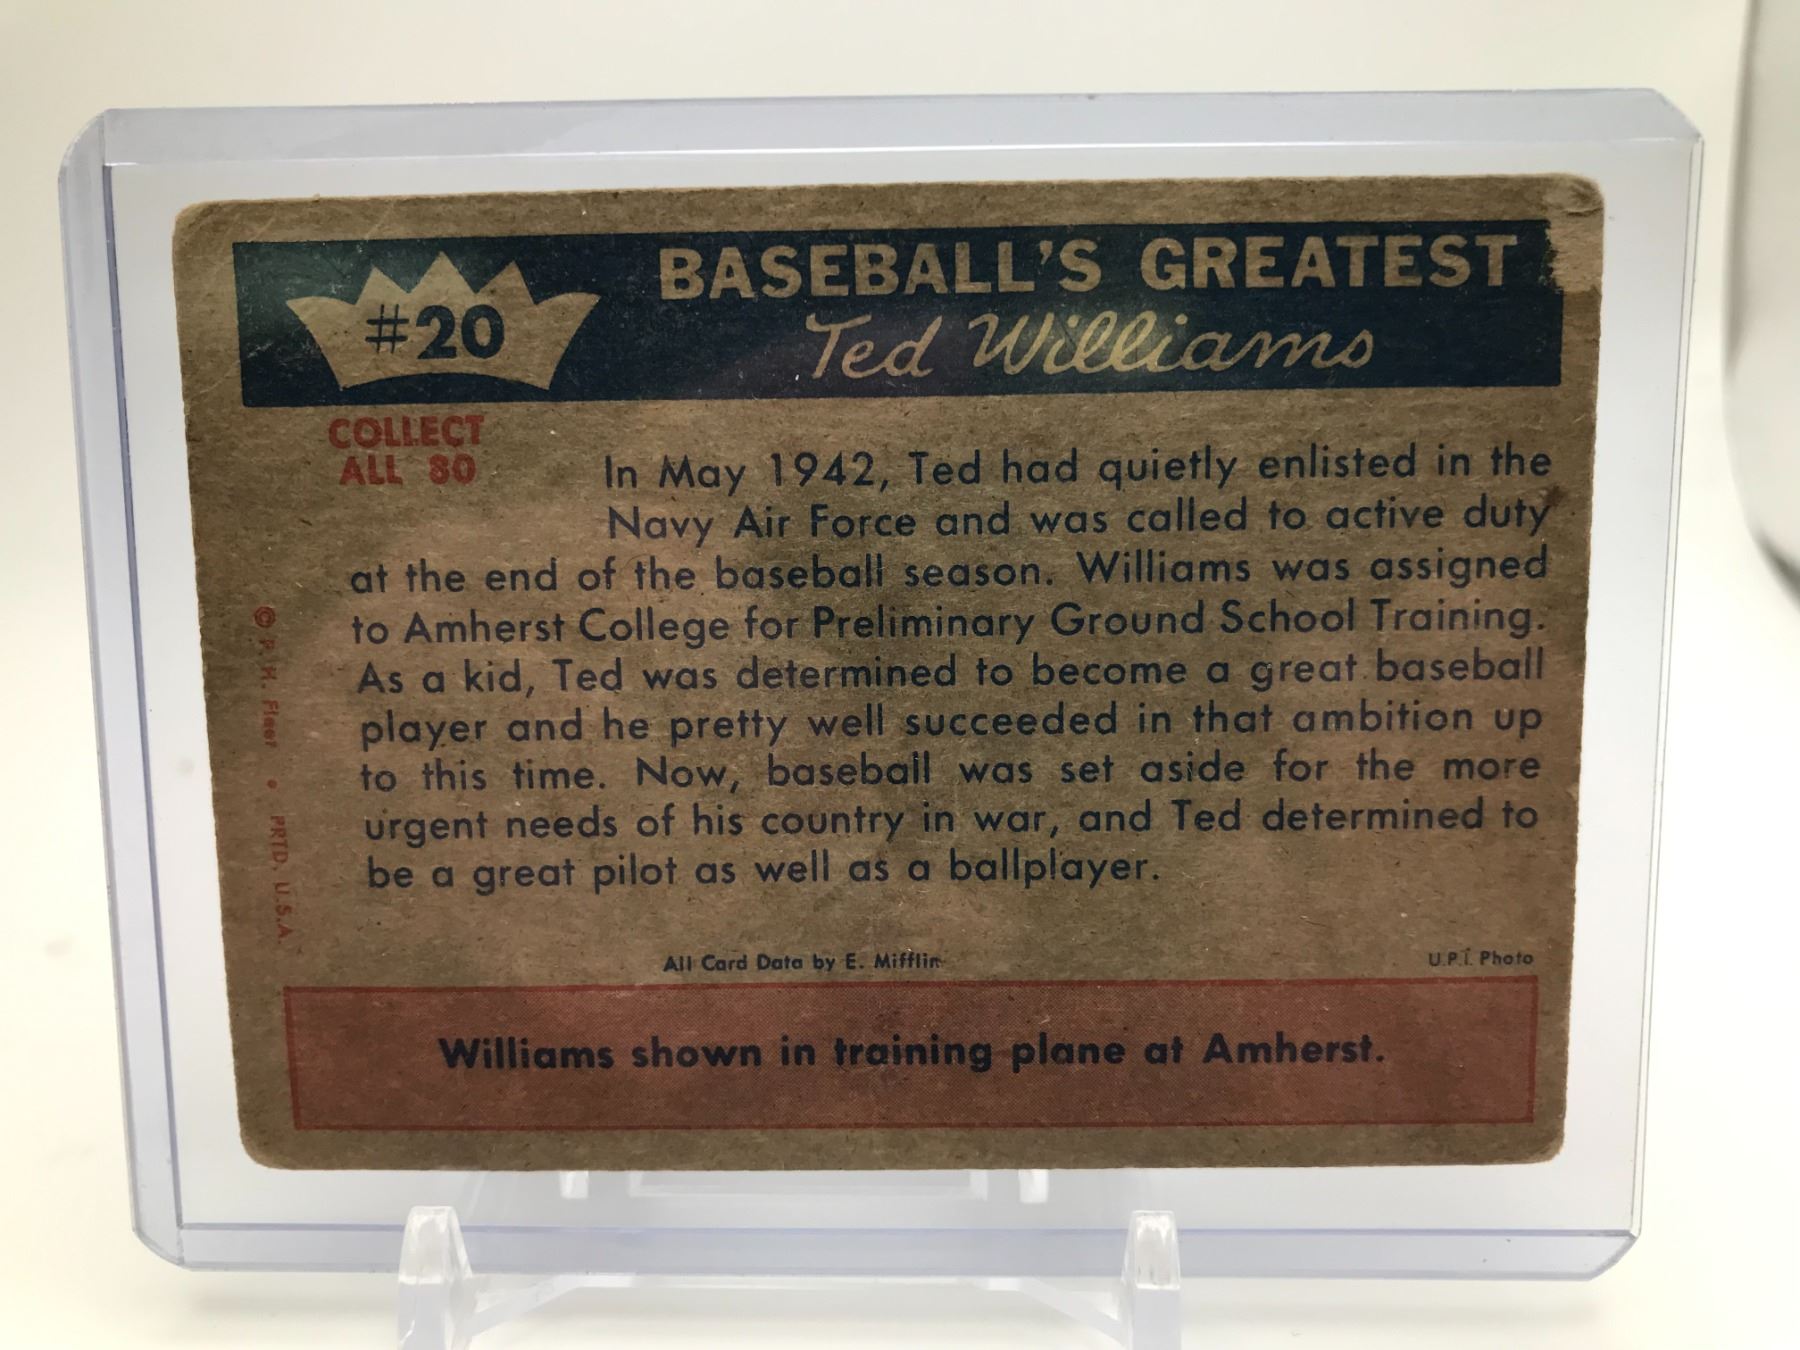 #20
BASEBALL'S GREATEST
Ted Williams
COLLECT
ALL 80
In May 1942, Ted had quietly enlisted in the
Navy Air Force and was called to active duty
at the end of the baseball season. Williams was assigned
to Amherst College for Preliminary Ground School Training.
As a kid, Ted was determined to become a great baseball
player and he pretty well succeeded in that ambition up
to this time. Now, baseball was set aside for the more
urgent needs of his country in war, and Ted determined to
be a great pilot as well as a ballplayer.
© F. H. Fleer • PRTD. U.S.A.
All Card Data by E. Mifflin
U.P.I. Photo
Williams shown in training plane at Amherst.